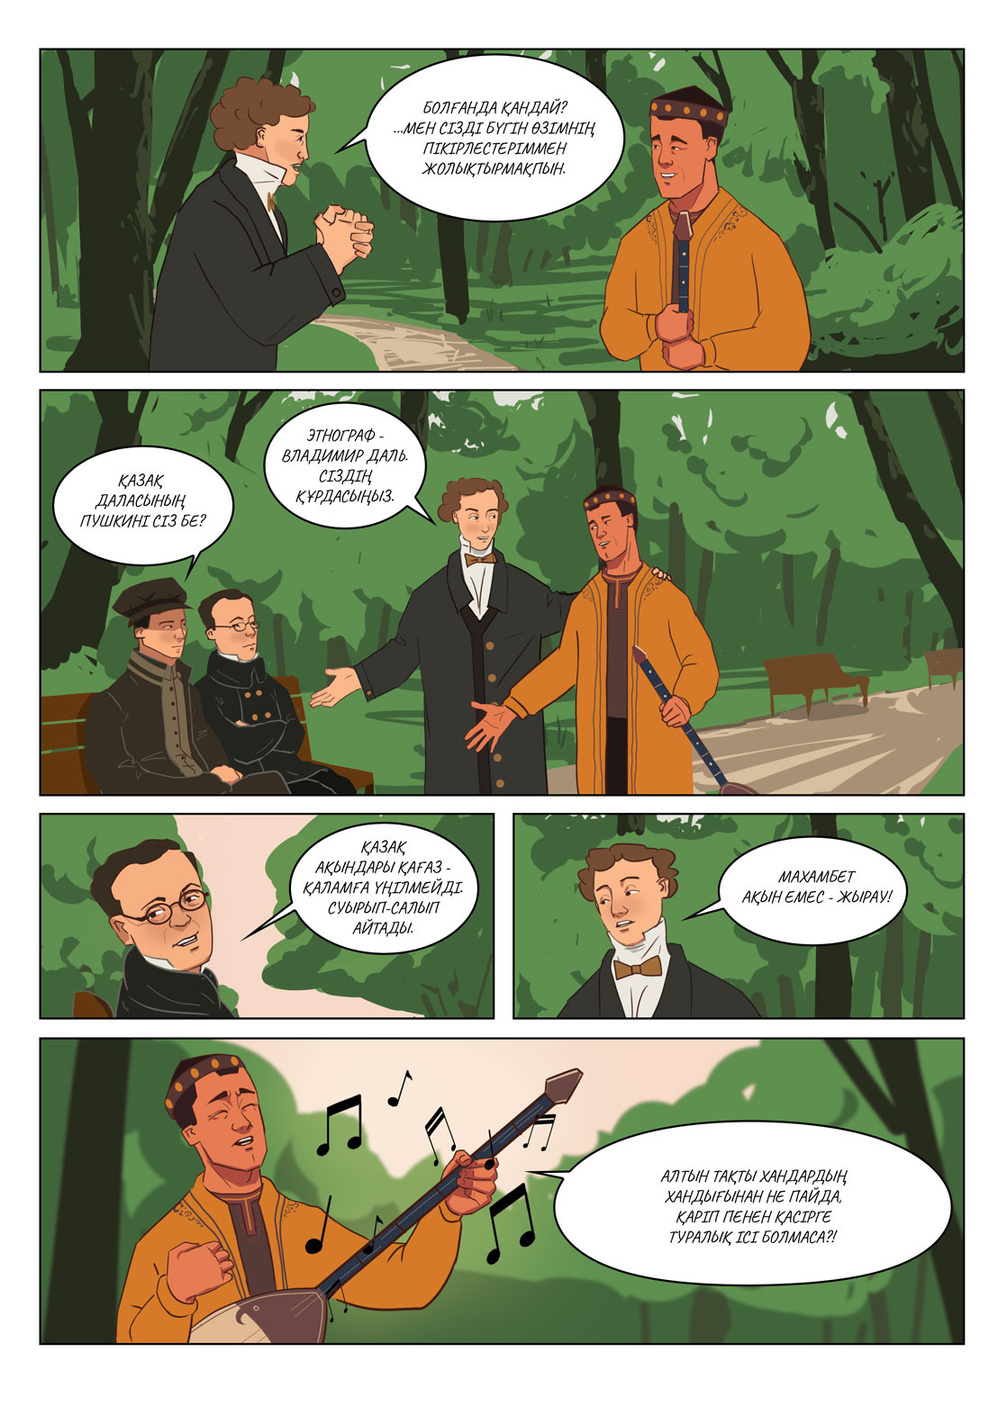 БОЛҒАНДА ҚАНДАЙ?
...МЕН СІЗДІ БҮГІН ӨЗІМНІҢ
ПІКІРЛЕСТЕРІММЕН
ЖОЛЫҚТЫРМАҚПЫН.
ҚАЗАҚ
ДАЛАСЫНЫҢ
ПУШКИНІ СІЗ БЕ?
ЭТНОГРАФ -
ВЛАДИМИР ДАЛЬ.
СІЗДІҢ
ҚҰРДАСЫҢЫЗ.
ҚАЗАҚ
АҚЫНДАРЫ ҚАҒАЗ -
ҚАЛАМҒА ҮҢІЛМЕЙДІ.
СУЫРЫП-САЛЫП
АЙТАДЫ.
МАХАМБЕТ
АҚЫН ЕМЕС - ЖЫРАУ!
АЛТЫН ТАҚТЫ ХАНДАРДЫҢ
ХАНДЫҒЫНАН НЕ ПАЙДА,
ҚАРІП ПЕНЕН ҚАСІРГЕ
ТУРАЛЫҚ ІСІ БОЛМАСА?!